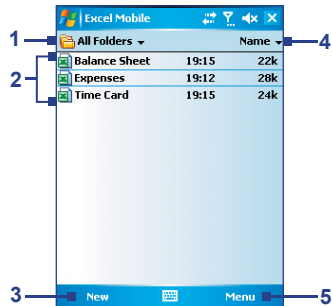 Excel Mobile
1 All Folders Name 4
2
Balance Sheet 19:15 22k
Expenses 19:12 28k
Time Card 19:15 24k
3 New Menu 5